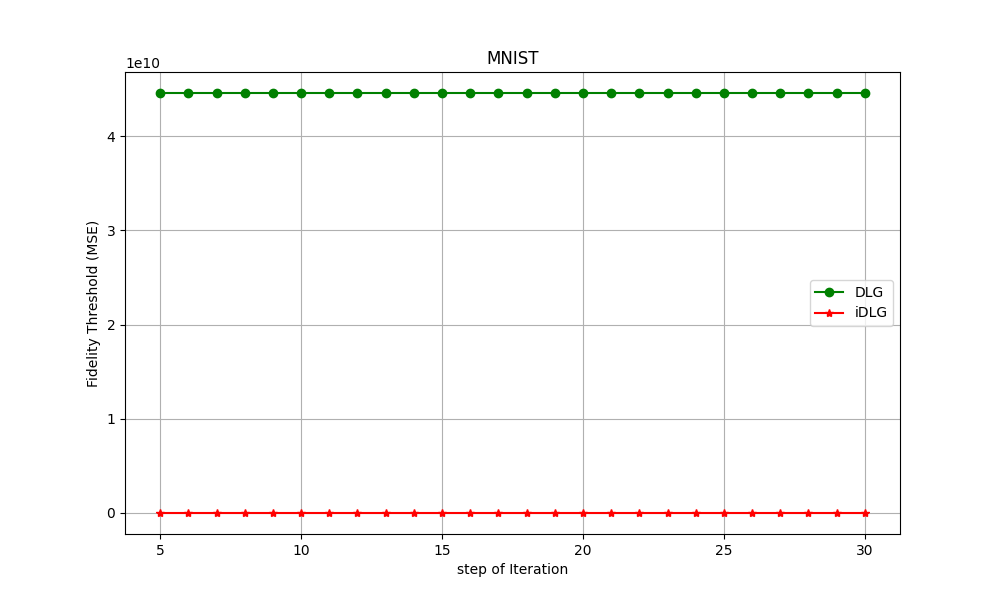 MNIST
1e10
4
3
2
1
0
Fidelity Threshold (MSE)
DLG
iDLG
5 10 15 20 25 30
step of Iteration